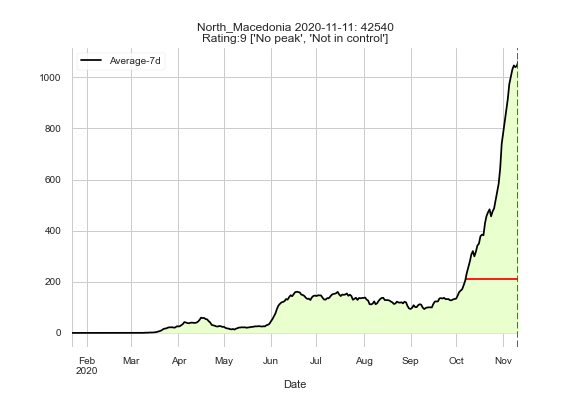 North_Macedonia 2020-11-11: 42540
Rating:9 ['No peak', 'Not in control']
Average-7d
1000
800
600
400
200
0
Feb Mar Apr May Jun Jul Aug Sep Oct Nov
2020
Date